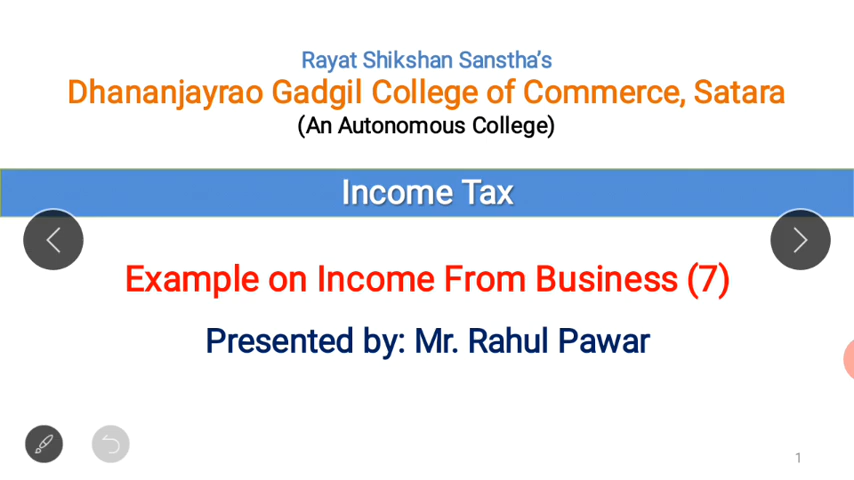 Rayat Shikshan Sanstha’s
Dhananjayrao Gadgil College of Commerce, Satara
(An Autonomous College)
Income Tax
Example on Income From Business (7)
Presented by: Mr. Rahul Pawar
1